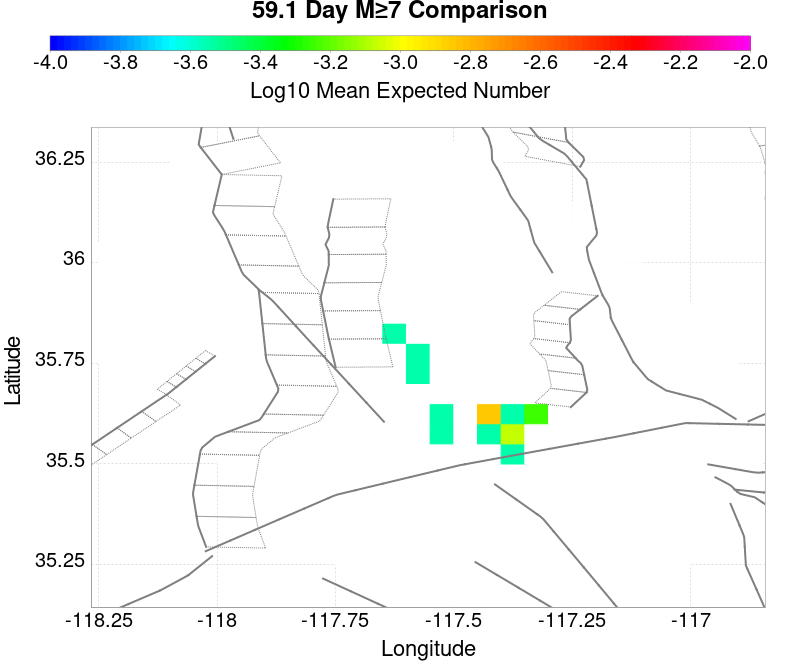 59.1 Day M≥7 Comparison
-4.0 -3.8 -3.6 -3.4 -3.2 -3.0 -2.8 -2.6 -2.4 -2.2 -2.0
Log10 Mean Expected Number
36.25
36
35.75
35.5
35.25
Latitude
-118.25 -118 -117.75 -117.5 -117.25 -117
Longitude